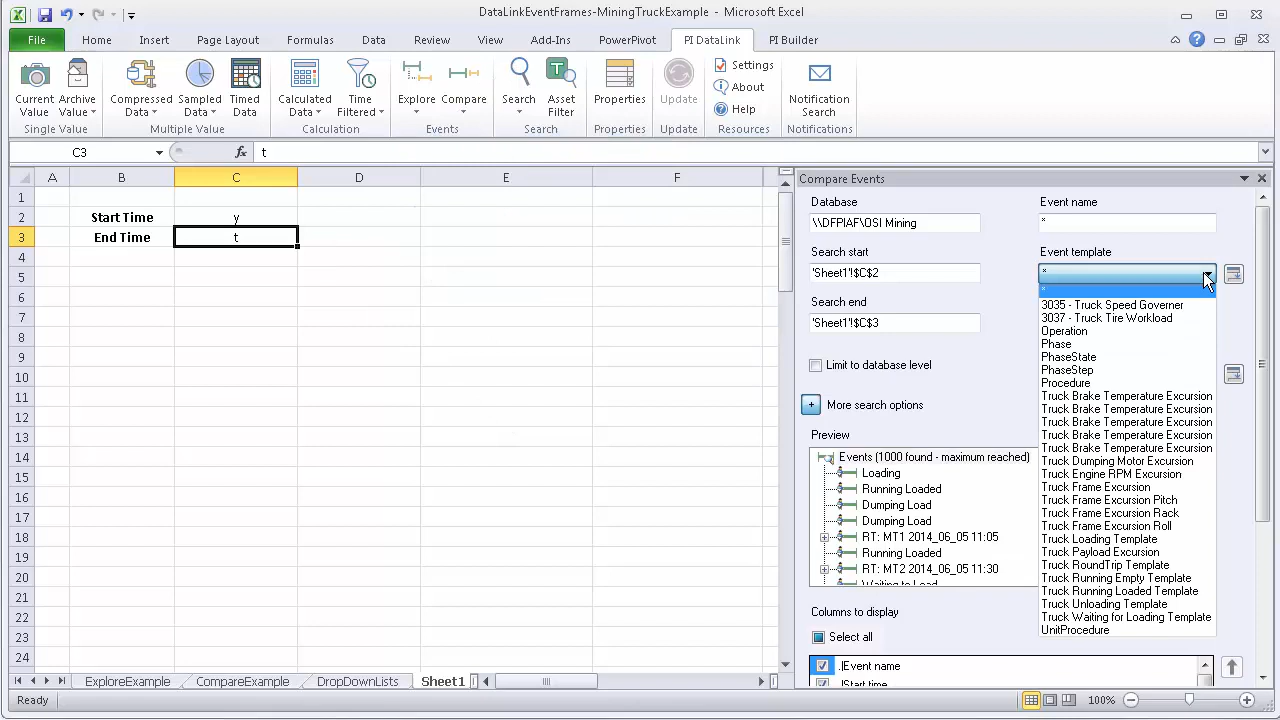 DataLinkEventFrames-MiningTruckExample - Microsoft Excel
File Home Insert Page Layout Formulas Data Review View Add-Ins PowerPivot PI DataLink PI Builder
Current Value
Archive Value
Compressed Data
Sampled Data
Timed Data
Calculated Data
Time Filtered
Explore
Compare
Search
Asset Filter
Properties
Update
Settings
About
Help
Notification Search
Single Value Multiple Value Calculation Events Search Properties Update Resources Notifications
C3 fx t
A B C D E F
1
2 Start Time y
3 End Time t
4
5
6
7
8
9
10
11
12
13
14
15
16
17
18
19
20
21
22
23
24
Compare Events
Database
\\DFPIAF\OSI Mining
Search start
'Sheet1'!$C$2
Search end
'Sheet1'!$C$3
Limit to database level
+ More search options
Event name
*
Event template
*
*
3035 - Truck Speed Governer
3037 - Truck Tire Workload
Operation
Phase
PhaseState
PhaseStep
Procedure
Truck Brake Temperature Excursion
Truck Brake Temperature Excursion
Truck Brake Temperature Excursion
Truck Brake Temperature Excursion
Truck Brake Temperature Excursion
Truck Dumping Motor Excursion
Truck Engine RPM Excursion
Truck Frame Excursion
Truck Frame Excursion Pitch
Truck Frame Excursion Rack
Truck Frame Excursion Roll
Truck Loading Template
Truck Payload Excursion
Truck RoundTrip Template
Truck Running Empty Template
Truck Running Loaded Template
Truck Unloading Template
Truck Waiting for Loading Template
UnitProcedure
Preview
Events (1000 found - maximum reached)
Loading
Running Loaded
Dumping Load
Dumping Load
RT: MT1 2014_06_05 11:05
Running Loaded
RT: MT2 2014_06_05 11:30
Waiting to Load
Columns to display
Select all
.|Event name
.|Start time
ExploreExample CompareExample DropDownLists Sheet1
Ready 100%